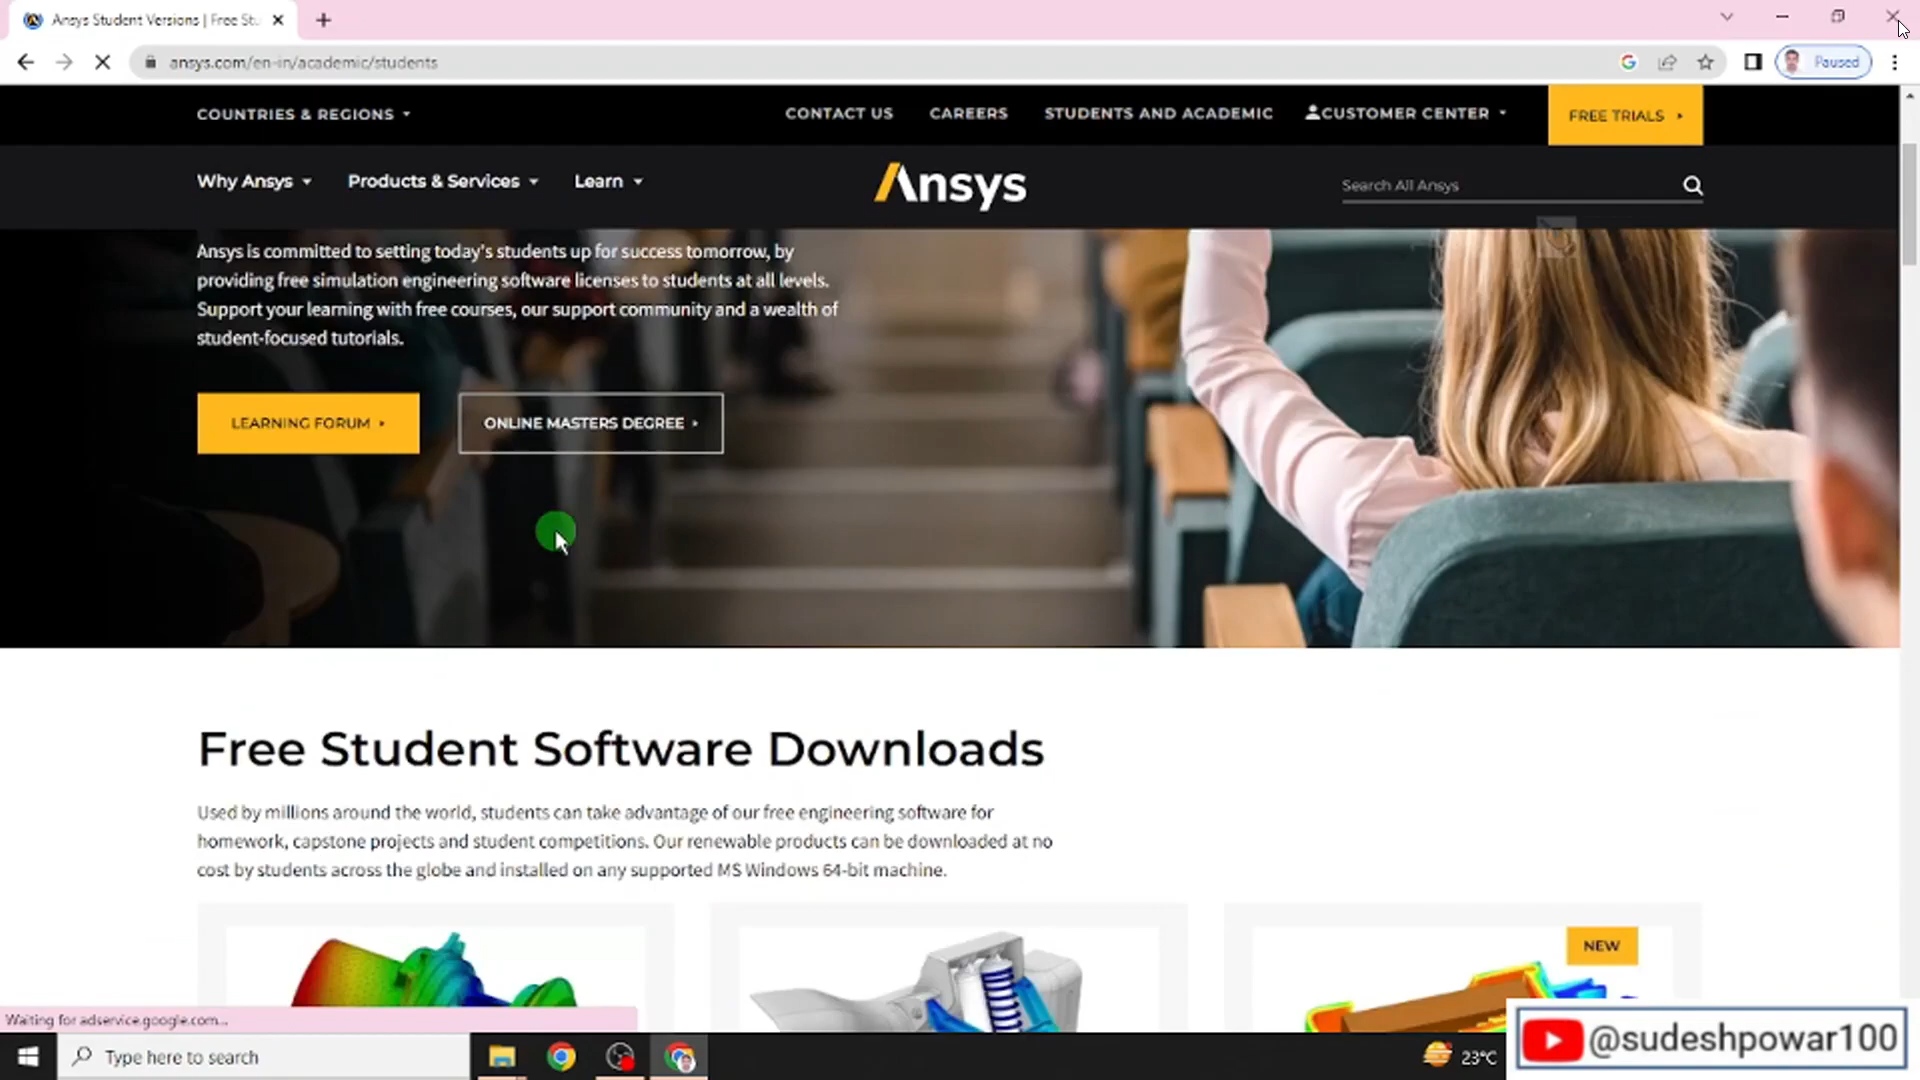 Ansys Student Versions | Free St
ansys.com/en-in/academic/students
Paused
COUNTRIES & REGIONS
CONTACT US
CAREERS
STUDENTS AND ACADEMIC
CUSTOMER CENTER
FREE TRIALS
Why Ansys
Products & Services
Learn
Ansys
Search All Ansys
Ansys is committed to setting today's students up for success tomorrow, by
providing free simulation engineering software licenses to students at all levels.
Support your learning with free courses, our support community and a wealth of
student-focused tutorials.
LEARNING FORUM
ONLINE MASTERS DEGREE
Free Student Software Downloads
Used by millions around the world, students can take advantage of our free engineering software for
homework, capstone projects and student competitions. Our renewable products can be downloaded at no
cost by students across the globe and installed on any supported MS Windows 64-bit machine.
NEW
Waiting for adservice.google.com...
Type here to search
23°C
@sudeshpowar100